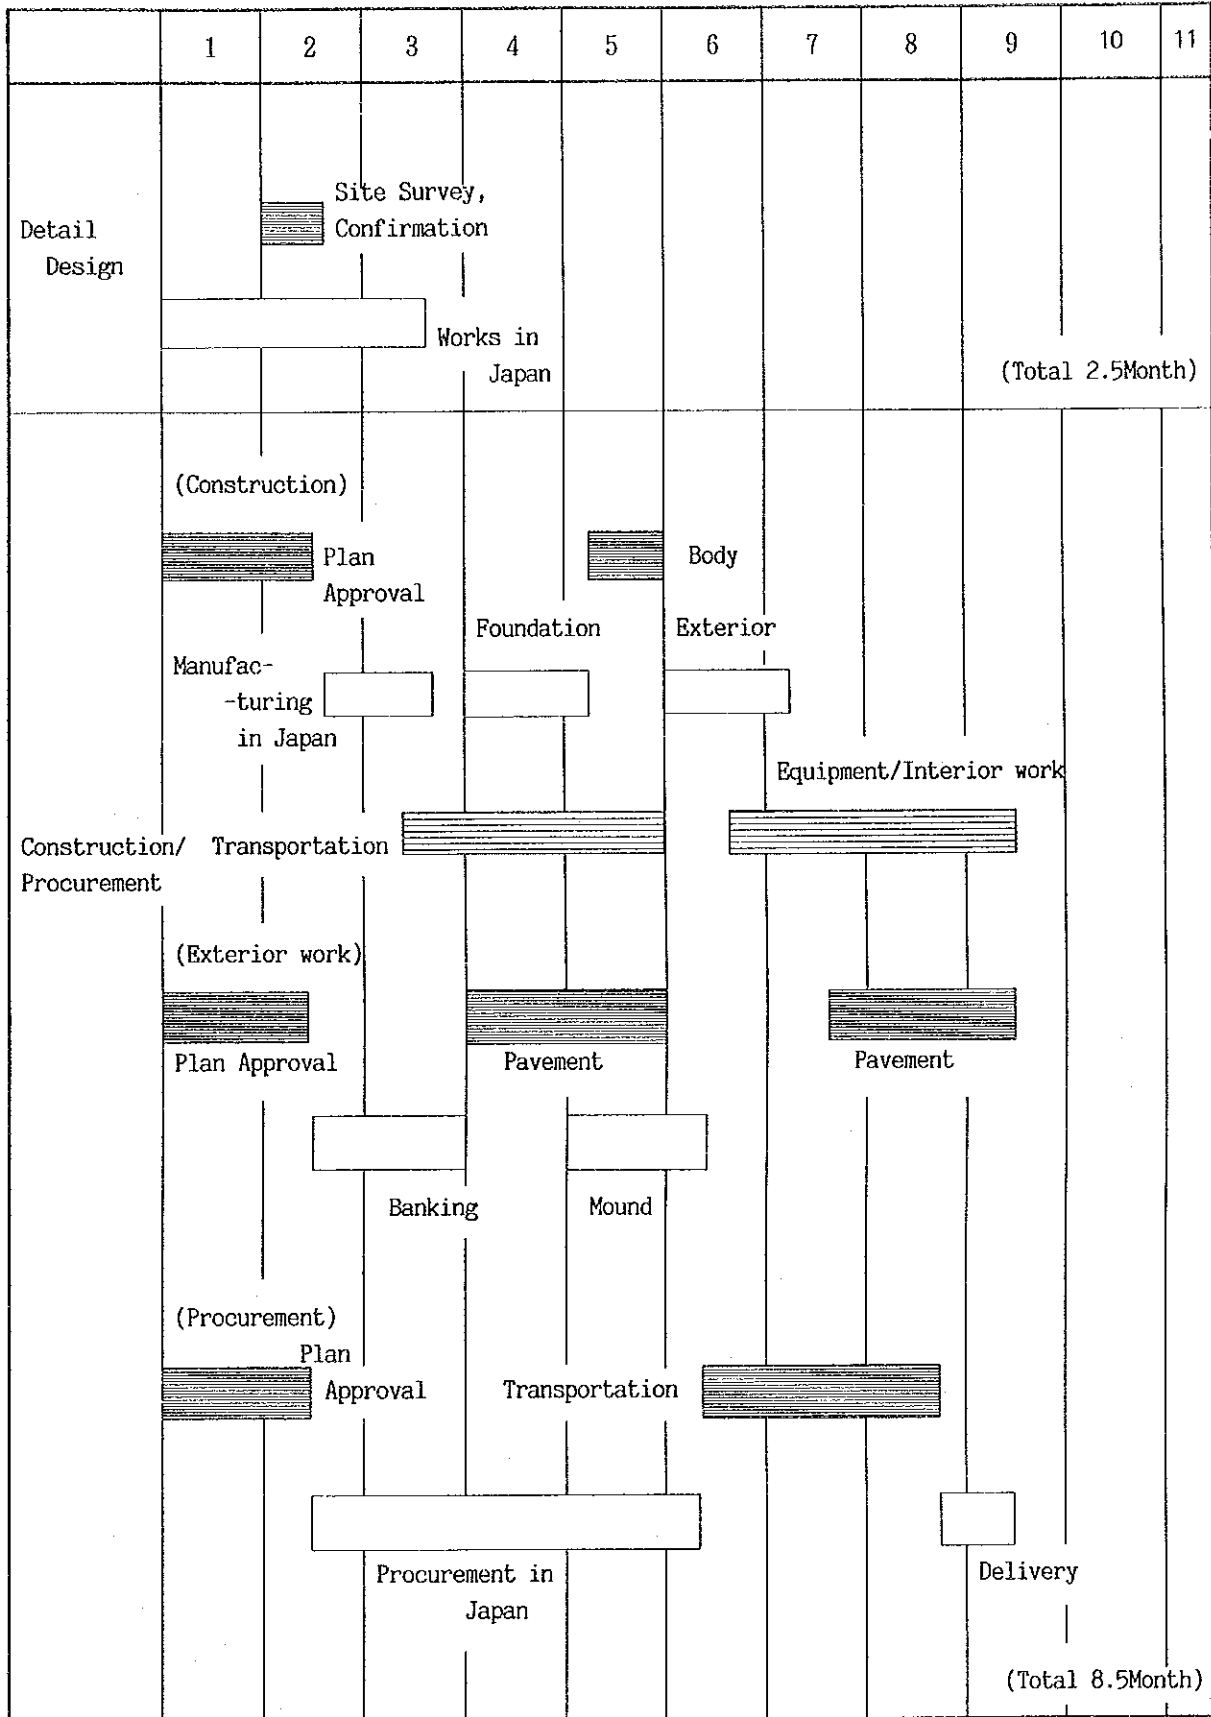 1 2 3 4 5 6 7 8 9 10 11
Detail
Design
Site Survey,
Confirmation
Works in
Japan
(Total 2.5Month)
Construction/
Procurement
(Construction)
Plan
Approval
Body
Foundation
Exterior
Manufac-
-turing
in Japan
Equipment/Interior work
Transportation
(Exterior work)
Plan Approval
Pavement
Pavement
Banking
Mound
(Procurement)
Plan
Approval
Transportation
Procurement in
Japan
Delivery
(Total 8.5Month)